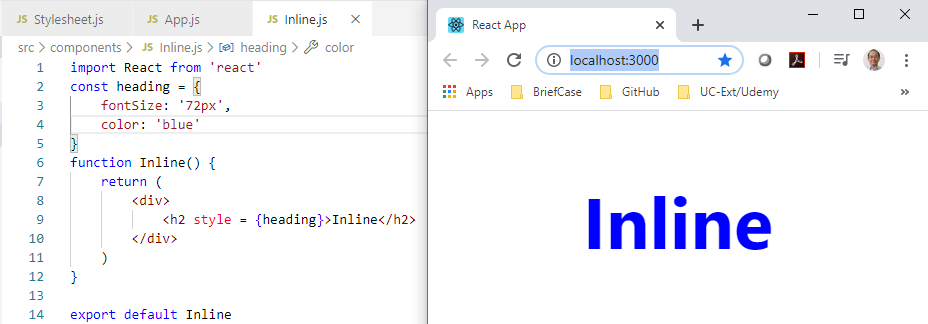 JS Stylesheet.js
JS App.js
JS Inline.js
src > components > JS Inline.js > heading > color
1 import React from 'react'
2 const heading = {
3 fontSize: '72px',
4 color: 'blue'
5 }
6 function Inline() {
7 return (
8 <div>
9 <h2 style = {heading}>Inline</h2>
10 </div>
11 )
12 }
13
14 export default Inline
React App
localhost:3000
Apps BriefCase GitHub UC-Ext/Udemy »
Inline